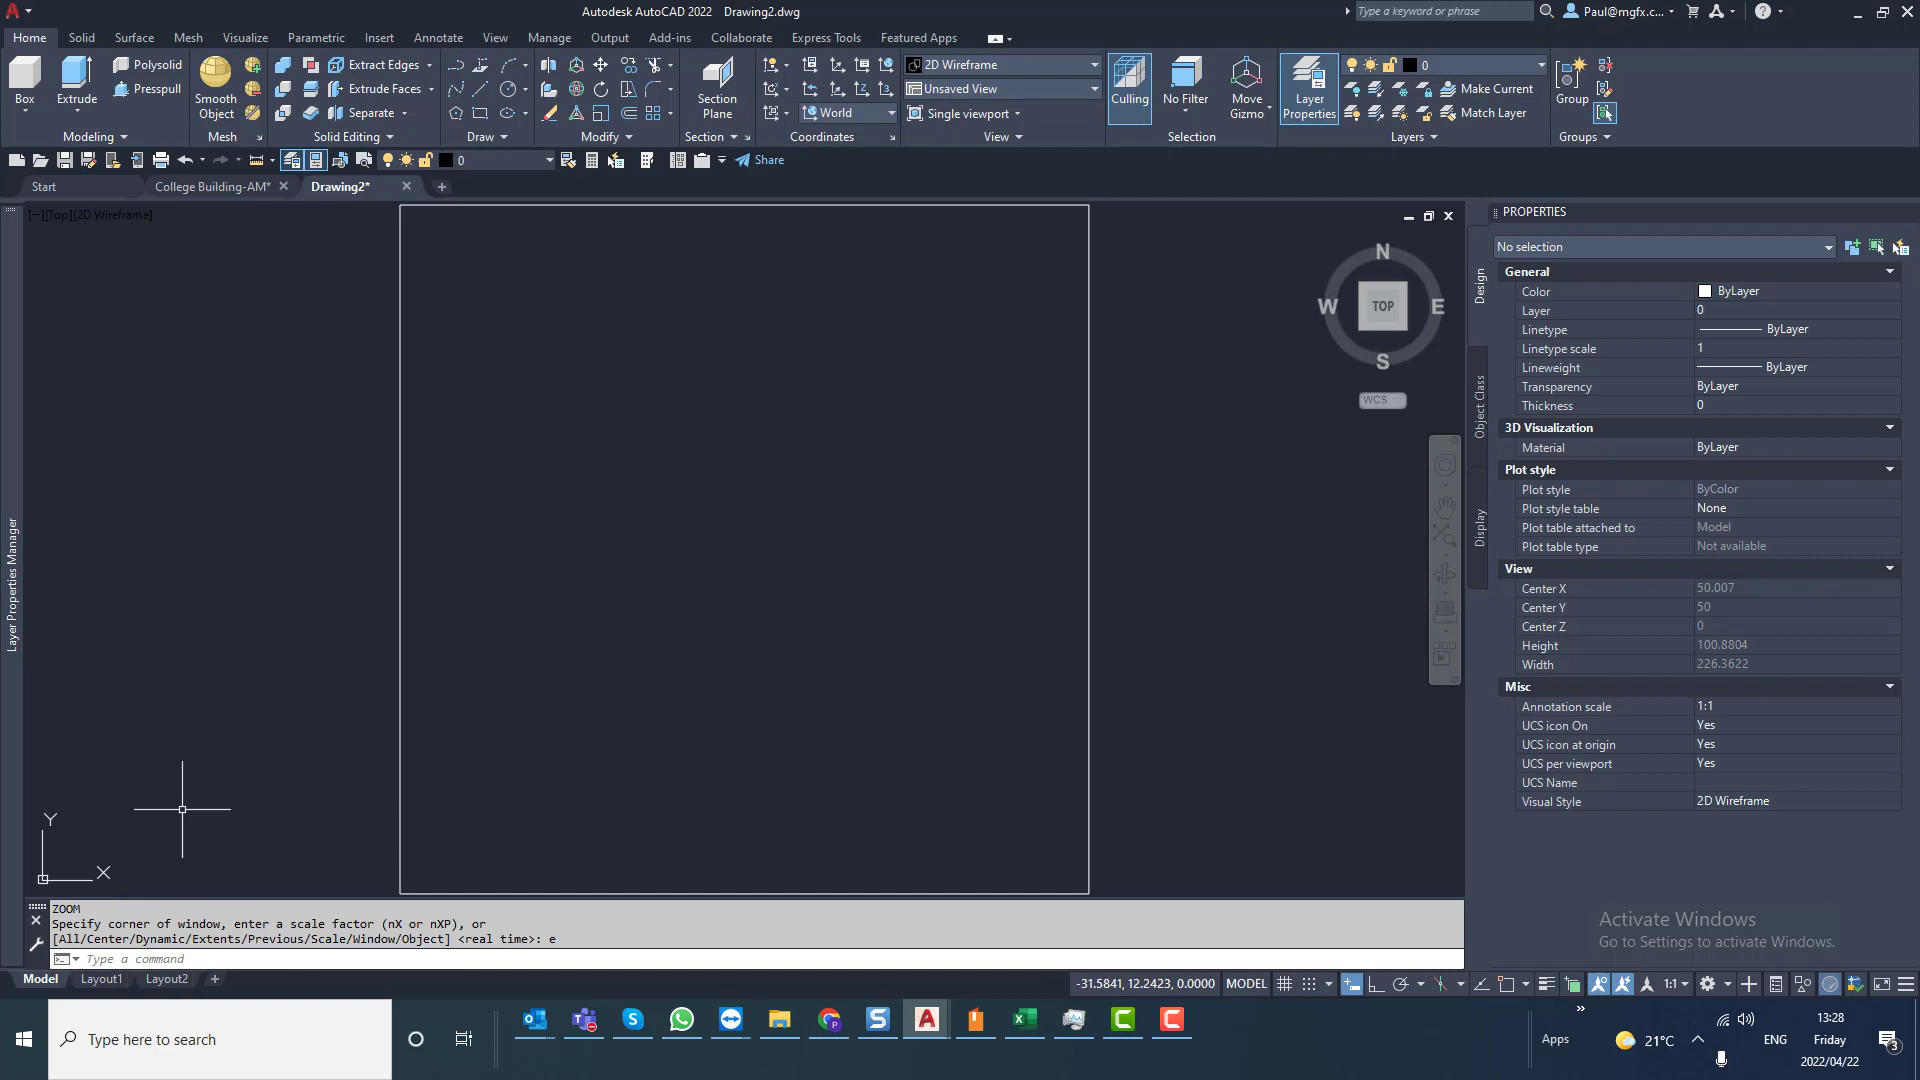 Autodesk AutoCAD 2022 Drawing2.dwg
Type a keyword or phrase
Paul@mgfx.c...
Home Solid Surface Mesh Visualize Parametric Insert Annotate View Manage Output Add-ins Collaborate Express Tools Featured Apps
Box
Extrude
Polysolid
Presspull
Modeling
Smooth
Object
Mesh
Extract Edges
Extrude Faces
Separate
Solid Editing
Draw
Modify
Section
Plane
Section
World
Coordinates
2D Wireframe
Unsaved View
Single viewport
View
Culling
No Filter
Move
Gizmo
Selection
Layer
Properties
0
Make Current
Match Layer
Layers
Group
Groups
0
Share
Start College Building-AM* Drawing2*
[−][Top][2D Wireframe]
N
W TOP E
S
WCS
Y
X
Layer Properties Manager
PROPERTIES
No selection
Design
Object Class
Display
General
Color ByLayer
Layer 0
Linetype ByLayer
Linetype scale 1
Lineweight ByLayer
Transparency ByLayer
Thickness 0
3D Visualization
Material ByLayer
Plot style
Plot style ByColor
Plot style table None
Plot table attached to Model
Plot table type Not available
View
Center X 50.007
Center Y 50
Center Z 0
Height 100.8804
Width 226.3622
Misc
Annotation scale 1:1
UCS icon On Yes
UCS icon at origin Yes
UCS per viewport Yes
UCS Name
Visual Style 2D Wireframe
Activate Windows
Go to Settings to activate Windows.
ZOOM
Specify corner of window, enter a scale factor (nX or nXP), or
[All/Center/Dynamic/Extents/Previous/Scale/Window/Object] <real time>: e
Type a command
Model Layout1 Layout2
-31.5841, 12.2423, 0.0000 MODEL
1:1
Type here to search
Apps
21°C
ENG
13:28
Friday
2022/04/22
3